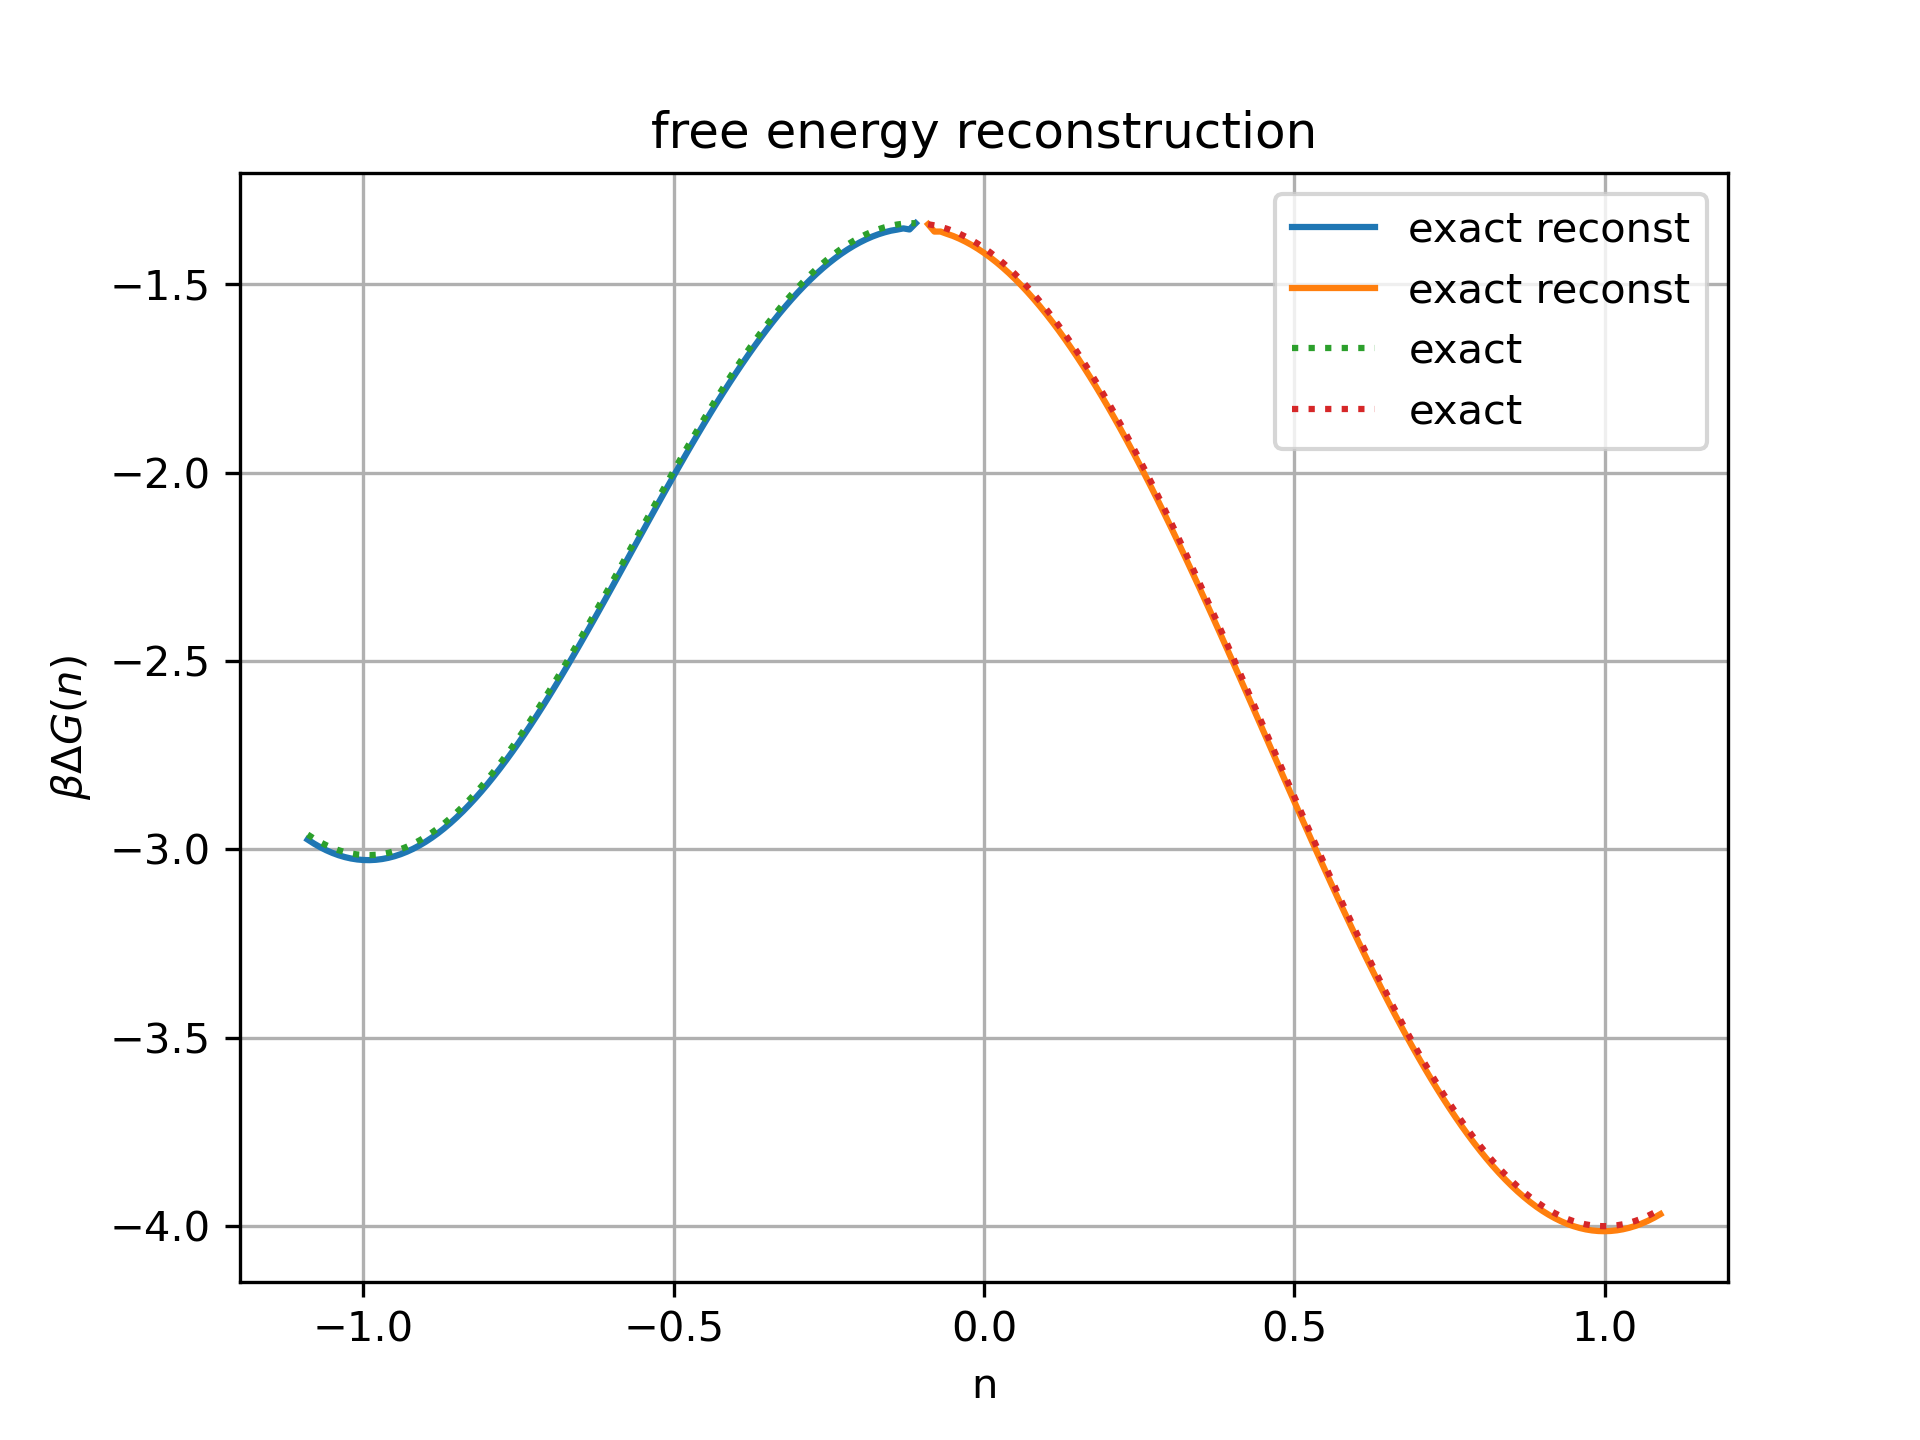 free energy reconstruction
exact reconst
exact reconst
exact
exact
−1.5
−2.0
−2.5
−3.0
−3.5
−4.0
βΔG(n)
−1.0 −0.5 0.0 0.5 1.0
n